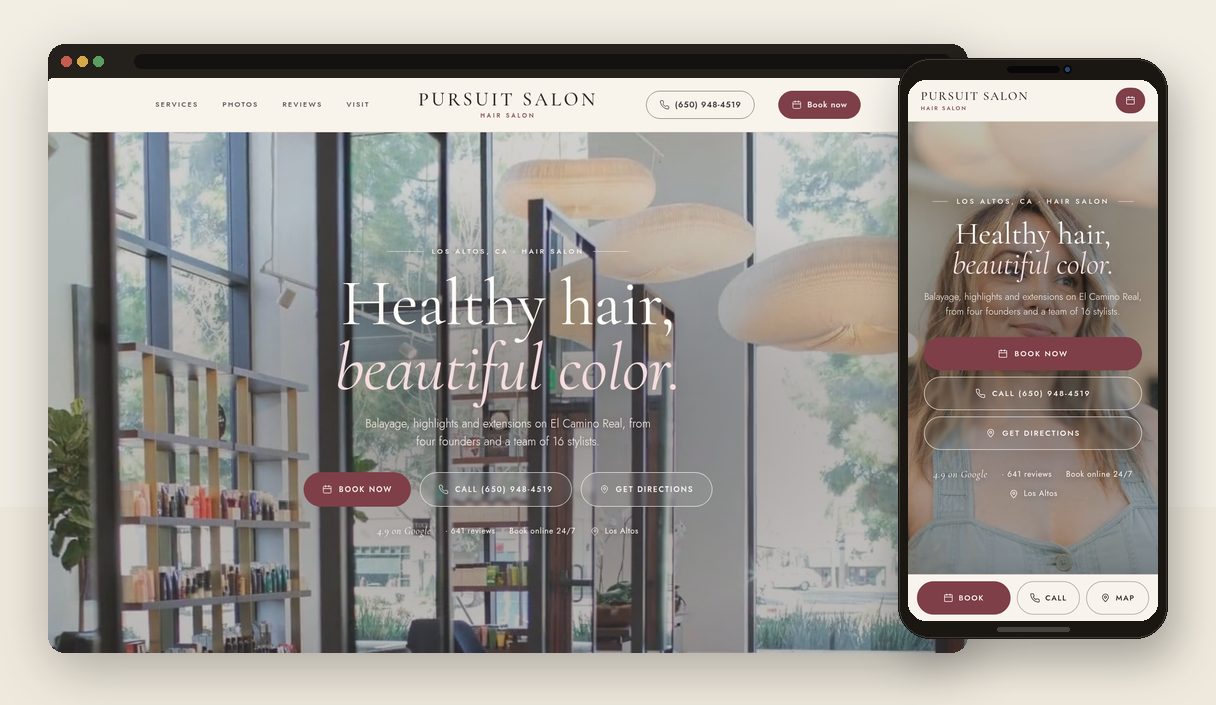 SERVICES
PHOTOS
REVIEWS
VISIT
PURSUIT SALON
HAIR SALON
(650) 948-4519
Book now
LOS ALTOS, CA · HAIR SALON
Healthy hair,
beautiful color.
Balayage, highlights and extensions on El Camino Real, from
four founders and a team of 16 stylists.
BOOK NOW
CALL (650) 948-4519
GET DIRECTIONS
4.9 on Google · 641 reviews · Book online 24/7 Los Altos
PURSUIT SALON
HAIR SALON
LOS ALTOS, CA · HAIR SALON
Healthy hair,
beautiful color.
Balayage, highlights and extensions on El Camino Real,
from four founders and a team of 16 stylists.
BOOK NOW
CALL (650) 948-4519
GET DIRECTIONS
4.9 on Google · 641 reviews Book online 24/7
Los Altos
BOOK
CALL
MAP